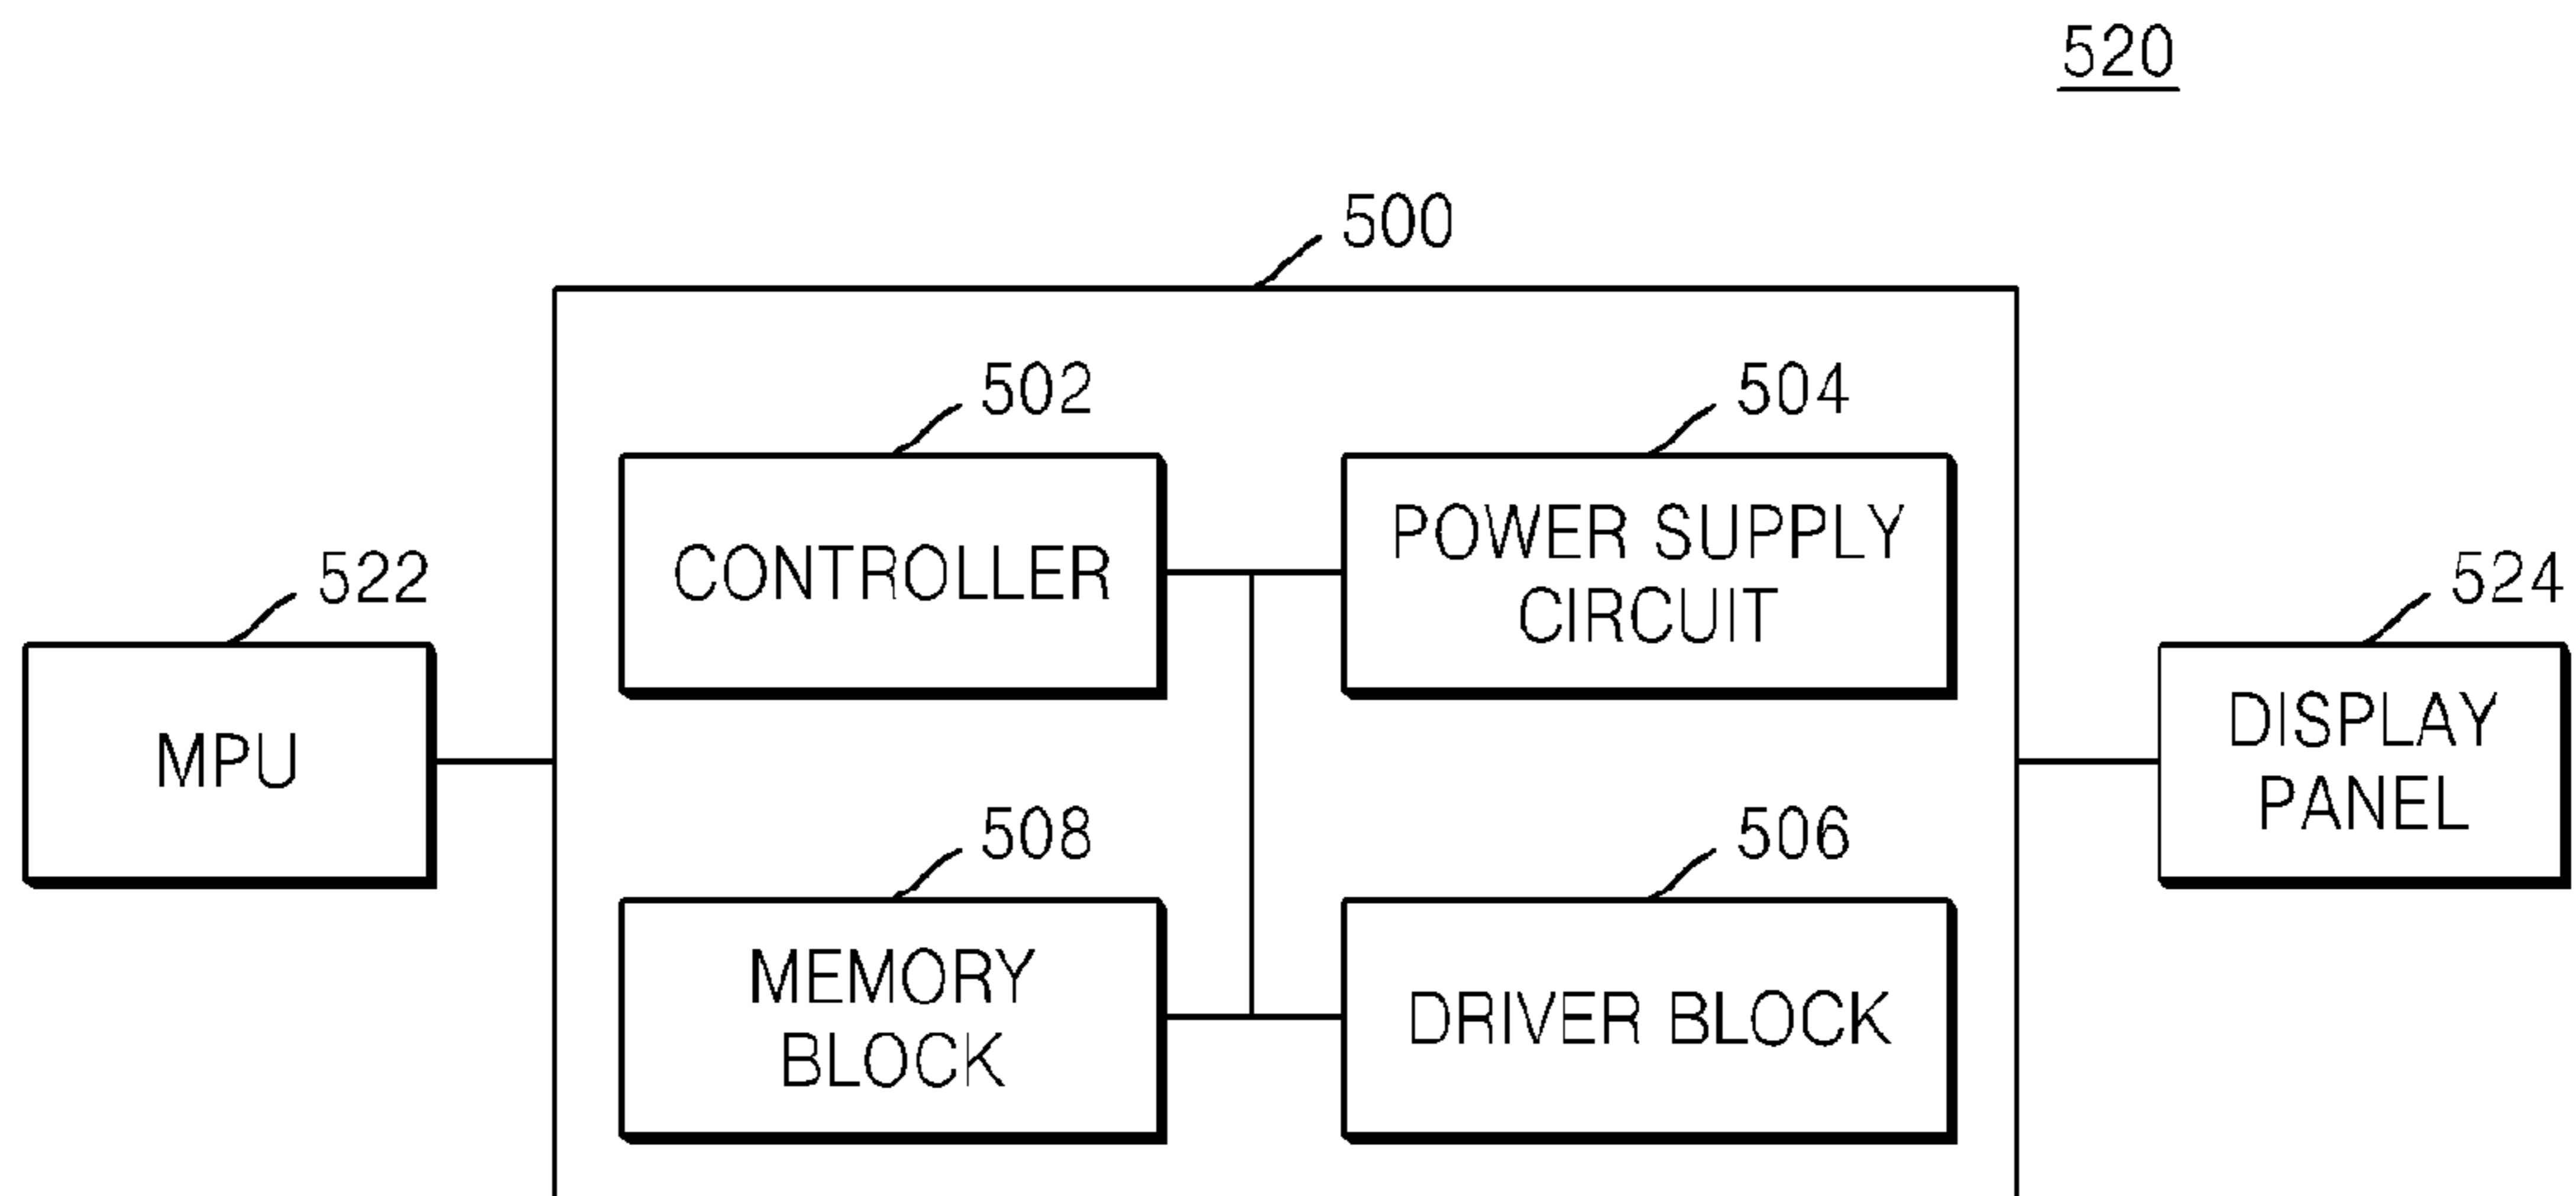 520
500
502
504
CONTROLLER
POWER SUPPLY
CIRCUIT
522
MPU
524
DISPLAY
PANEL
508
506
MEMORY
BLOCK
DRIVER BLOCK